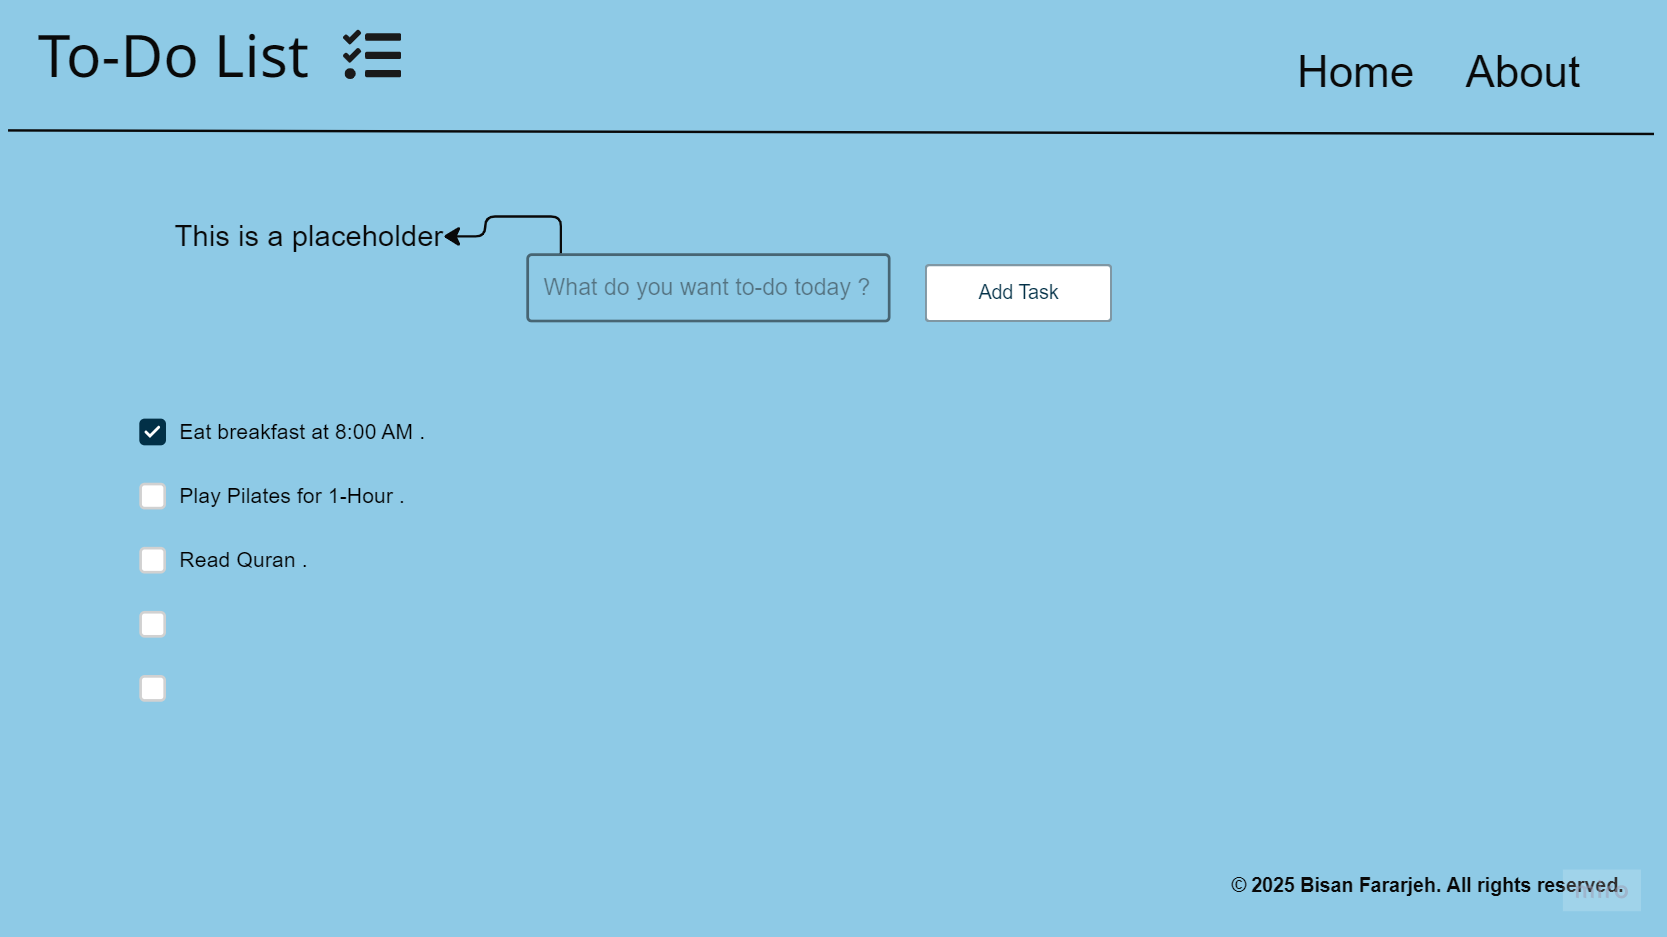 To-Do List
Home About
This is a placeholder
What do you want to-do today ?
Add Task
Eat breakfast at 8:00 AM .
Play Pilates for 1-Hour .
Read Quran .
© 2025 Bisan Fararjeh. All rights reserved.
miro